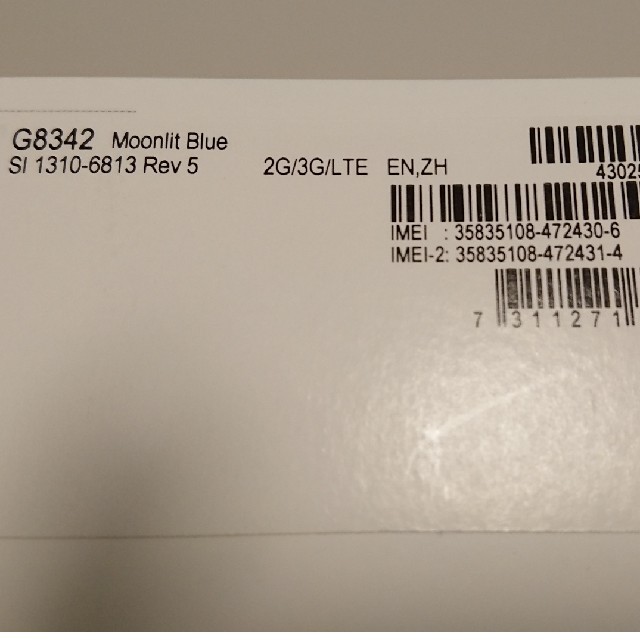 G8342 Moonlit Blue
SI 1310-6813 Rev 5 2G/3G/LTE EN,ZH
4302
IMEI : 35835108-472430-6
IMEI-2: 35835108-472431-4
7 311271